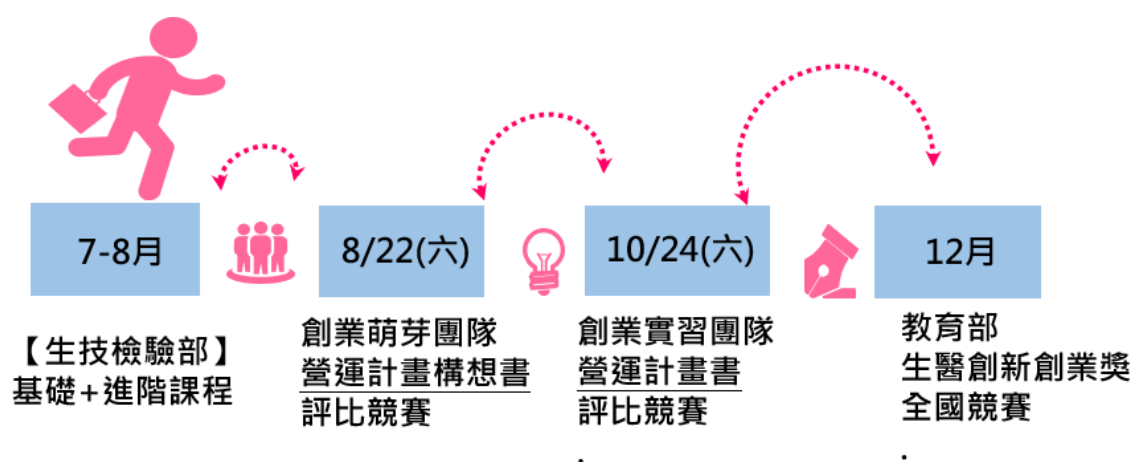 7-8月
8/22(六)
10/24(六)
12月
【生技檢驗部】
基礎+進階課程
創業萌芽團隊
營運計畫構想書
評比競賽
創業實習團隊
營運計畫書
評比競賽
.
教育部
生醫創新創業獎
全國競賽
.